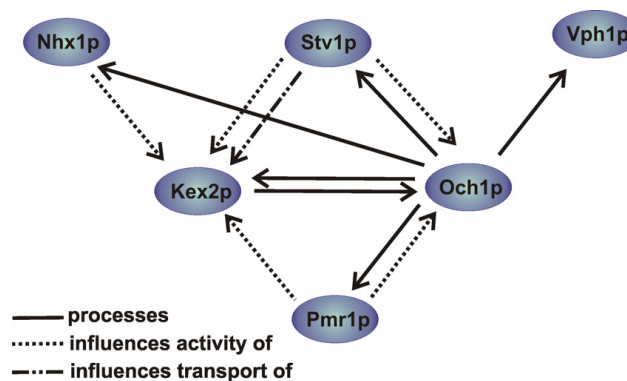 Nhx1p
Stv1p
Vph1p
Kex2p
Och1p
Pmr1p
processes
influences activity of
influences transport of